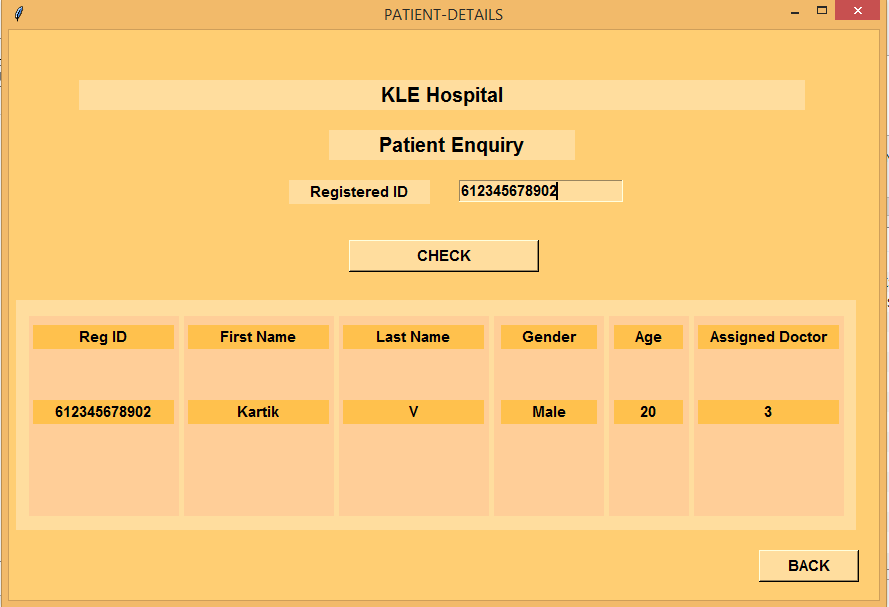 PATIENT-DETAILS
KLE Hospital
Patient Enquiry
Registered ID 612345678902
CHECK
Reg ID First Name Last Name Gender Age Assigned Doctor
612345678902 Kartik V Male 20 3
BACK